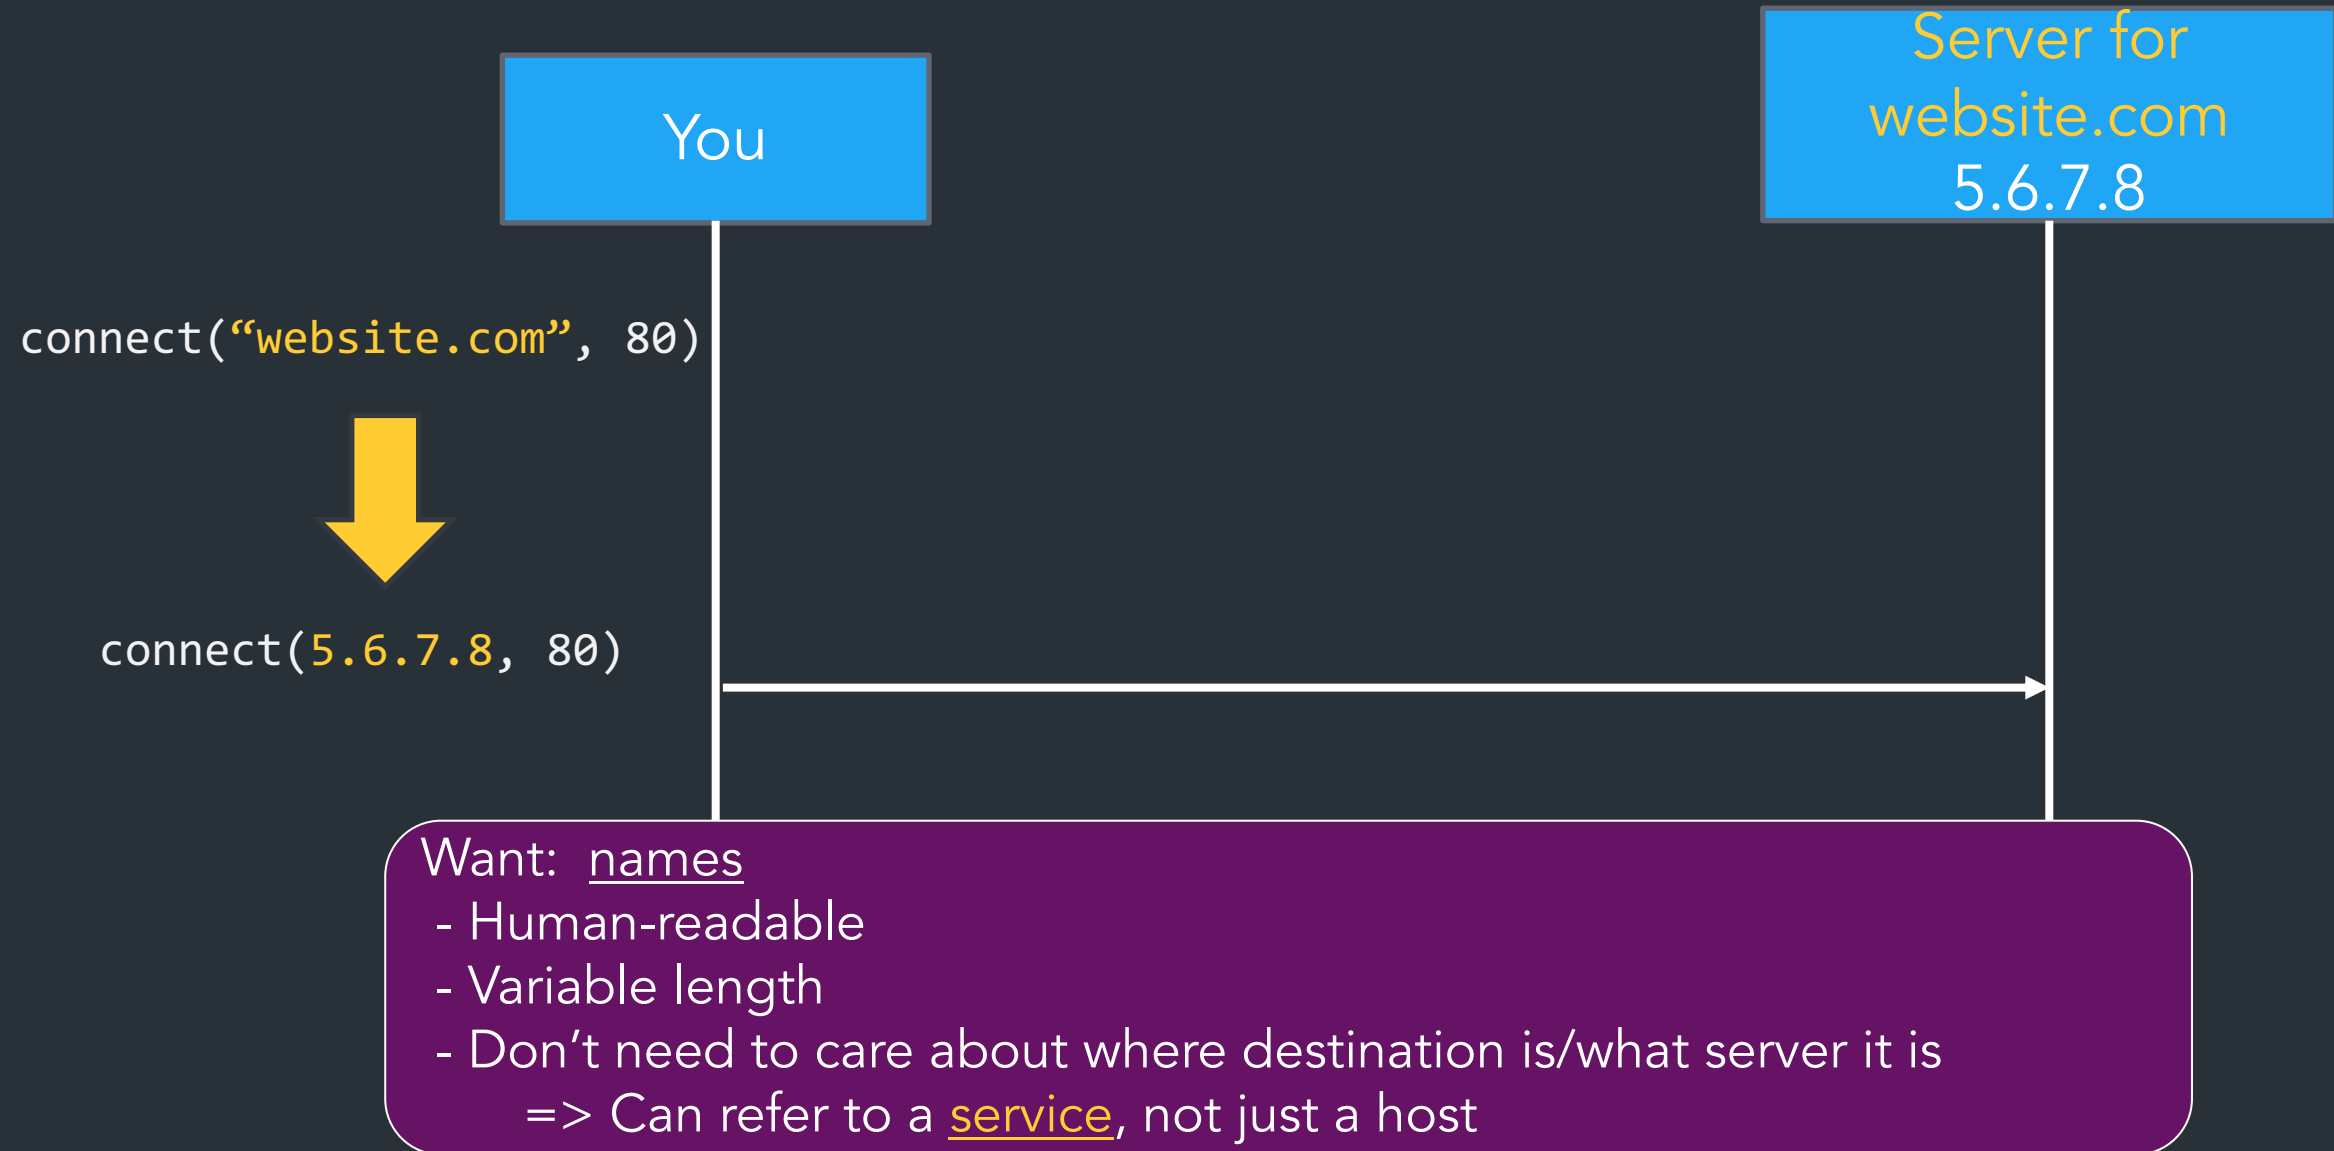 You
Server for
website.com
5.6.7.8
connect(“website.com”, 80)
connect(5.6.7.8, 80)
Want: names
- Human-readable
- Variable length
- Don’t need to care about where destination is/what server it is
=> Can refer to a service, not just a host